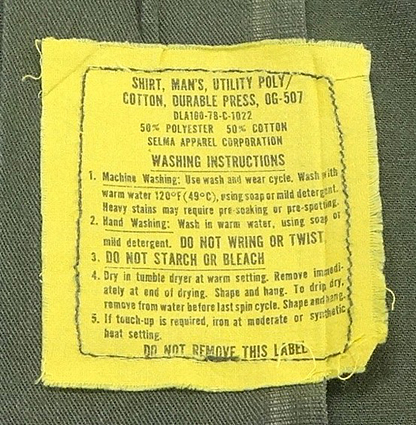 SHIRT, MAN'S, UTILITY POLY/
COTTON, DURABLE PRESS, OG-507
DLA100-78-C-1022
50% POLYESTER 50% COTTON
SELMA APPAREL CORPORATION
WASHING INSTRUCTIONS
1. Machine Washing: Use wash and wear cycle. Wash with
warm water 120°F (49°C), using soap or mild detergent.
Heavy stains may require pre-soaking or pre-spotting.
2. Hand Washing: Wash in warm water, using soap or
mild detergent. DO NOT WRING OR TWIST.
3. DO NOT STARCH OR BLEACH
4. Dry in tumble dryer at warm setting. Remove immedi-
ately at end of drying. Shape and hang. To drip dry,
remove from water before last spin cycle. Shape and hang.
5. If touch-up is required, iron at moderate or synthetic
heat setting.
DO NOT REMOVE THIS LABEL